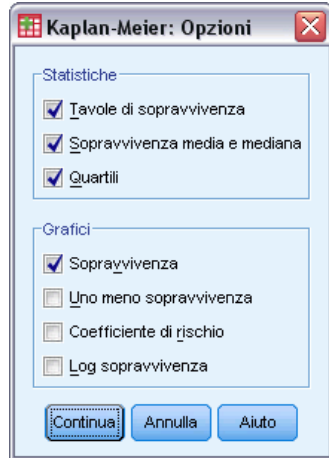 Kaplan-Meier: Opzioni
Statistiche
Tavole di sopravvivenza
Sopravvivenza media e mediana
Quartili
Grafici
Sopravvivenza
Uno meno sopravvivenza
Coefficiente di rischio
Log sopravvivenza
Continua Annulla Aiuto